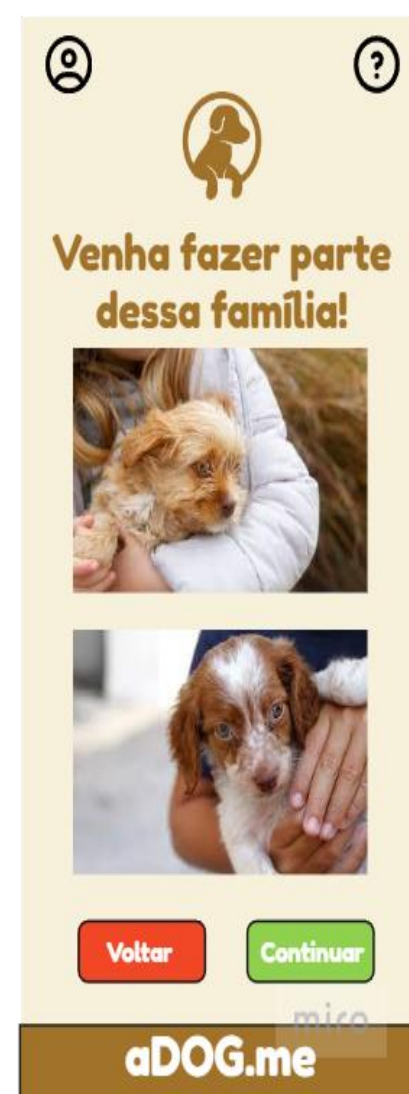 ?
Venha fazer parte
dessa família!
Voltar
Continuar
miro
aDOG.me